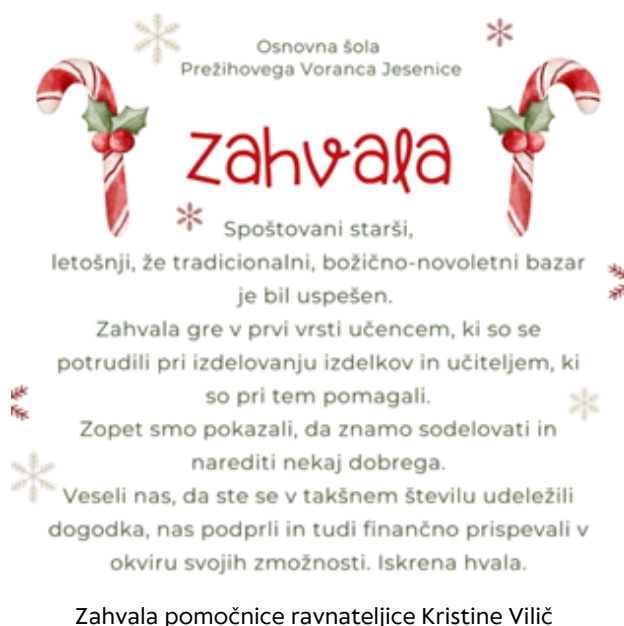 Osnovna šola
Prežihovega Voranca Jesenice
zahvala
Spoštovani starši,
letošnji, že tradicionalni, božično-novoletni bazar
je bil uspešen.
Zahvala gre v prvi vrsti učencem, ki so se
potrudili pri izdelovanju izdelkov in učiteljem, ki
so pri tem pomagali.
Zopet smo pokazali, da znamo sodelovati in
narediti nekaj dobrega.
Veseli nas, da ste se v takšnem številu udeležili
dogodka, nas podprli in tudi finančno prispevali v
okviru svojih zmožnosti. Iskrena hvala.
Zahvala pomočnice ravnateljice Kristine Vilič